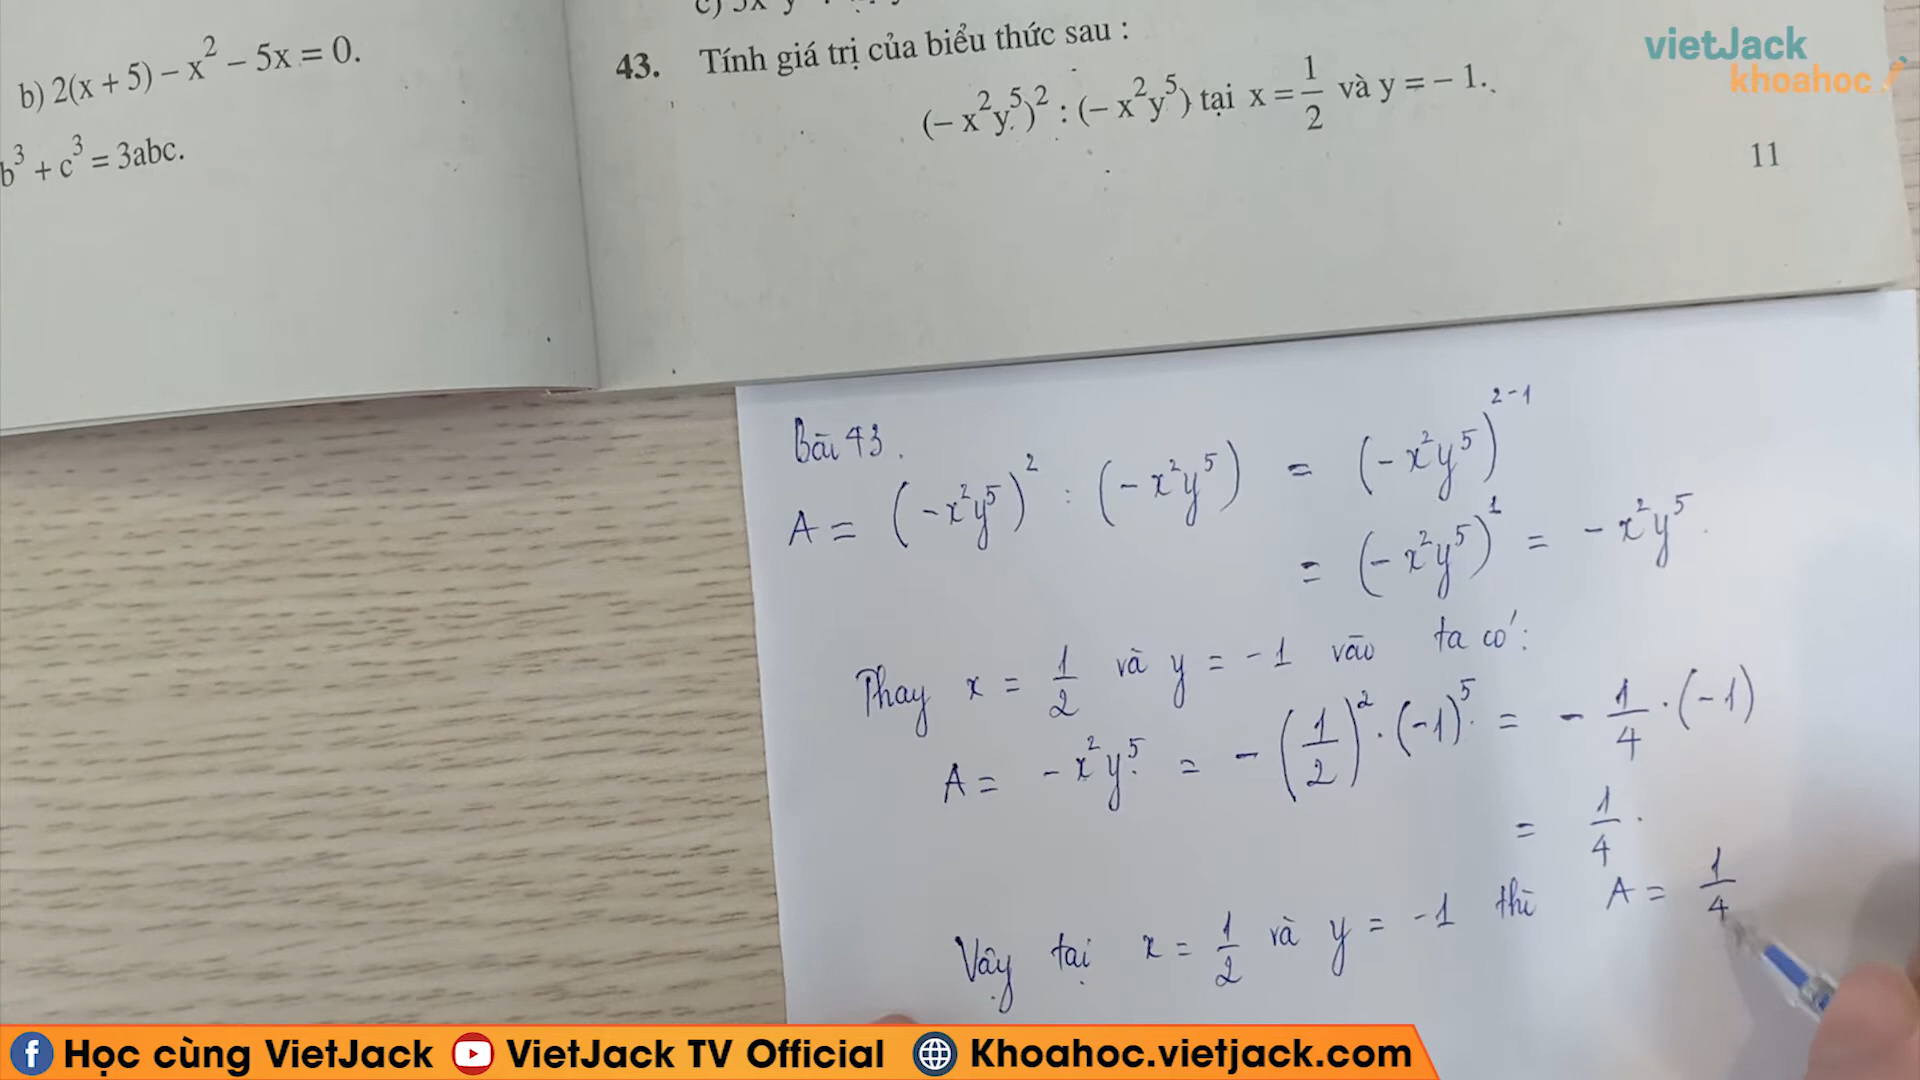 b) 2(x + 5) – x² – 5x = 0.
b³ + c³ = 3abc.
43. Tính giá trị của biểu thức sau :
(– x²y⁵)² : (– x²y⁵) tại x = 1/2 và y = – 1.
11
vietJack
khoahoc
Bài 43.
A = (-x²y⁵)² : (-x²y⁵) = (-x²y⁵)²⁻¹
= (-x²y⁵)¹ = -x²y⁵.
Thay x = 1/2 và y = -1 vào ta có:
A = -x²y⁵ = -(1/2)² . (-1)⁵ = -1/4 . (-1)
= 1/4.
Vậy tại x = 1/2 và y = -1 thì A = 1/4
Học cùng VietJack VietJack TV Official Khoahoc.vietjack.com